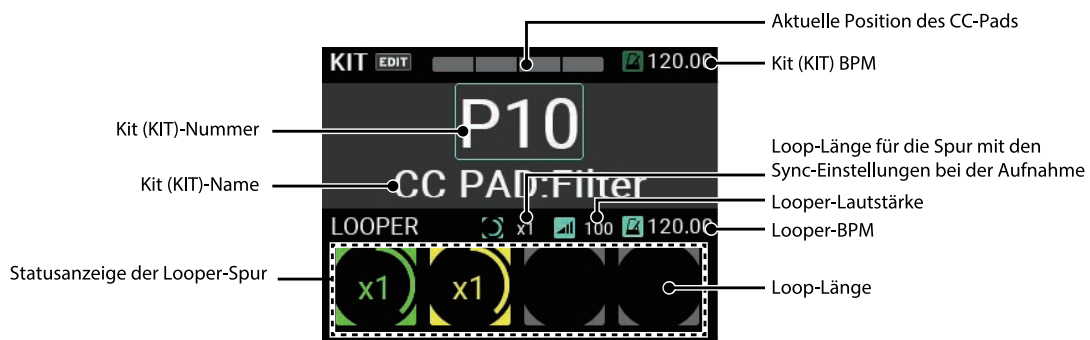 Aktuelle Position des CC-Pads
KIT EDIT 120.00
Kit (KIT) BPM
P10
Kit (KIT)-Nummer
Loop-Länge für die Spur mit den
Sync-Einstellungen bei der Aufnahme
Kit (KIT)-Name
CC PAD:Filter
Looper-Lautstärke
LOOPER x1 100 120.00
Looper-BPM
Statusanzeige der Looper-Spur
x1 x1
Loop-Länge